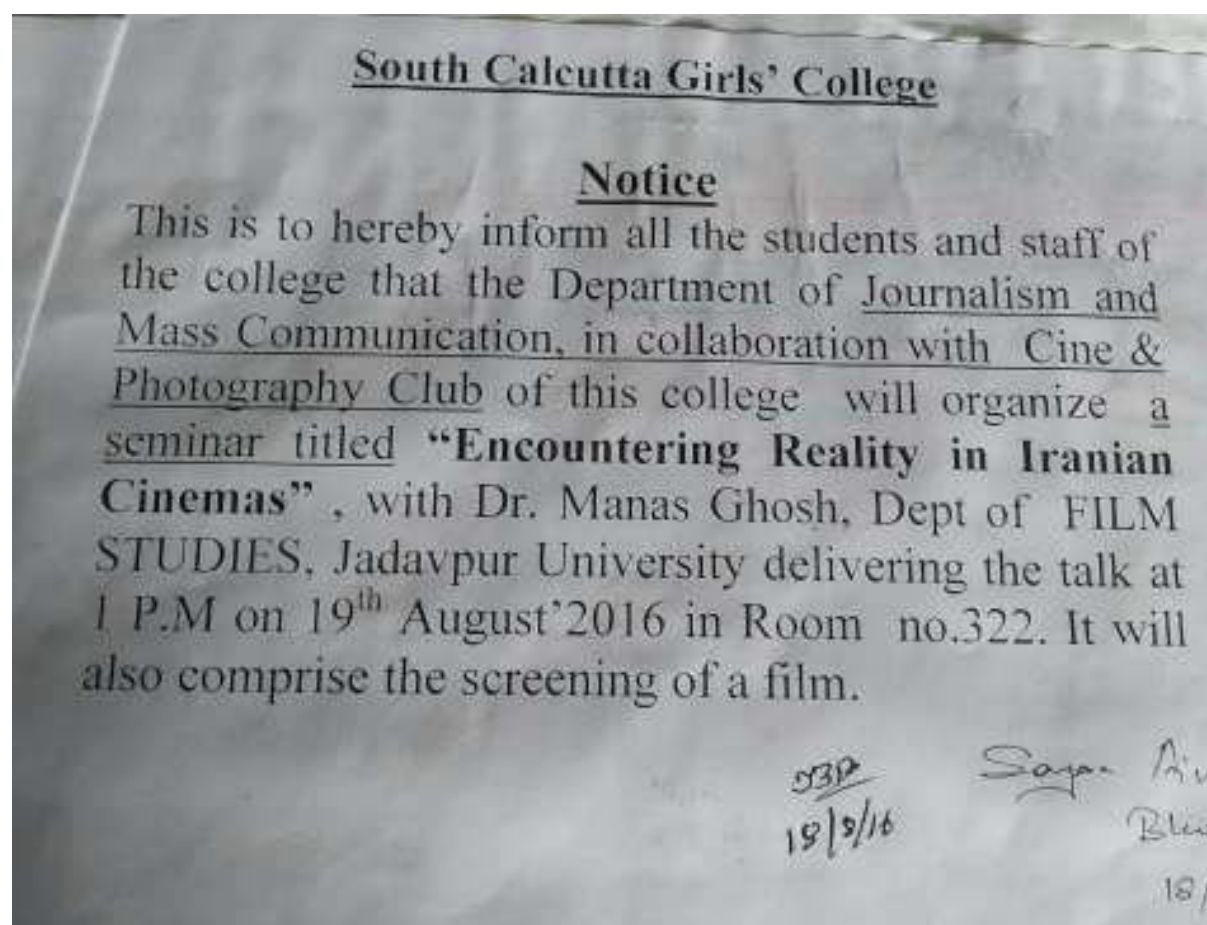 South Calcutta Girls' College
Notice
This is to hereby inform all the students and staff of
the college that the Department of Journalism and
Mass Communication, in collaboration with Cine &
Photography Club of this college will organize a
seminar titled “Encountering Reality in Iranian
Cinemas” , with Dr. Manas Ghosh, Dept of FILM
STUDIES, Jadavpur University delivering the talk at
1 P.M on 19th August'2016 in Room no.322. It will
also comprise the screening of a film.
18/8/16
18/